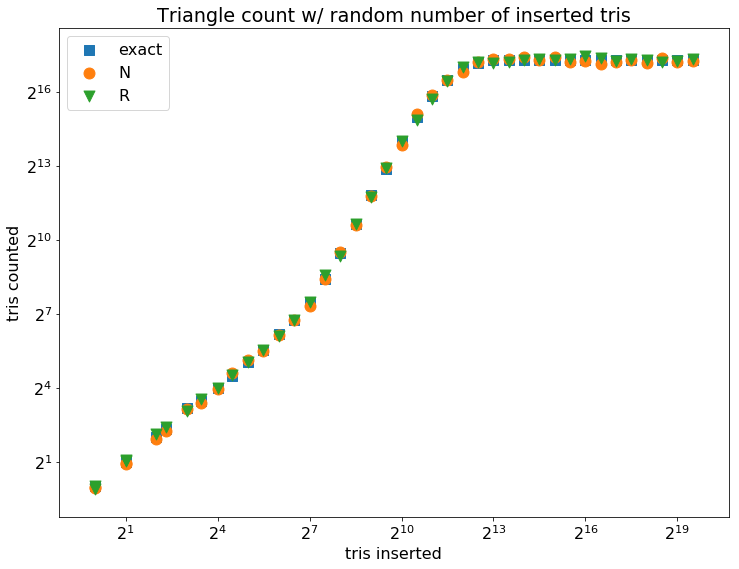 Triangle count w/ random number of inserted tris
exact
N
R
tris counted
2^16
2^13
2^10
2^7
2^4
2^1
2^1 2^4 2^7 2^10 2^13 2^16 2^19
tris inserted